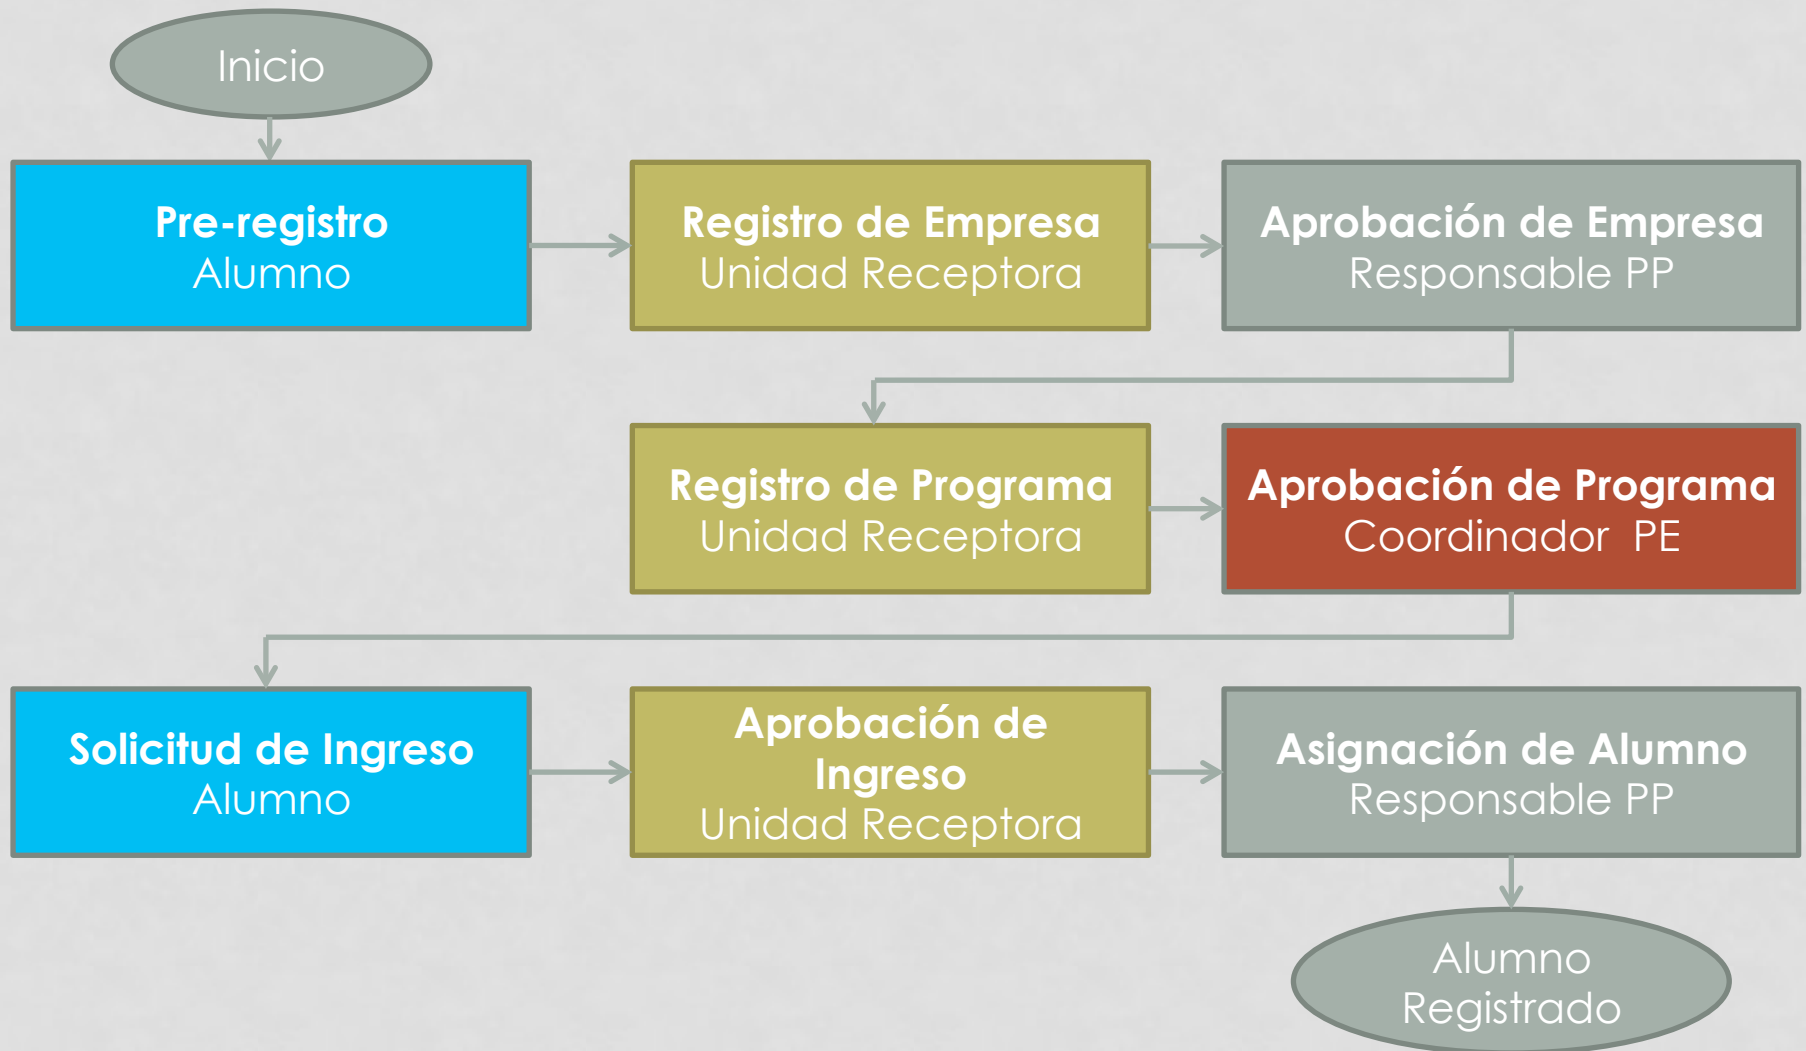 Inicio
Pre-registro
Alumno
Registro de Empresa
Unidad Receptora
Aprobación de Empresa
Responsable PP
Registro de Programa
Unidad Receptora
Aprobación de Programa
Coordinador  PE
Solicitud de Ingreso
Alumno
Aprobación de
Ingreso
Unidad Receptora
Asignación de Alumno
Responsable PP
Alumno
Registrado